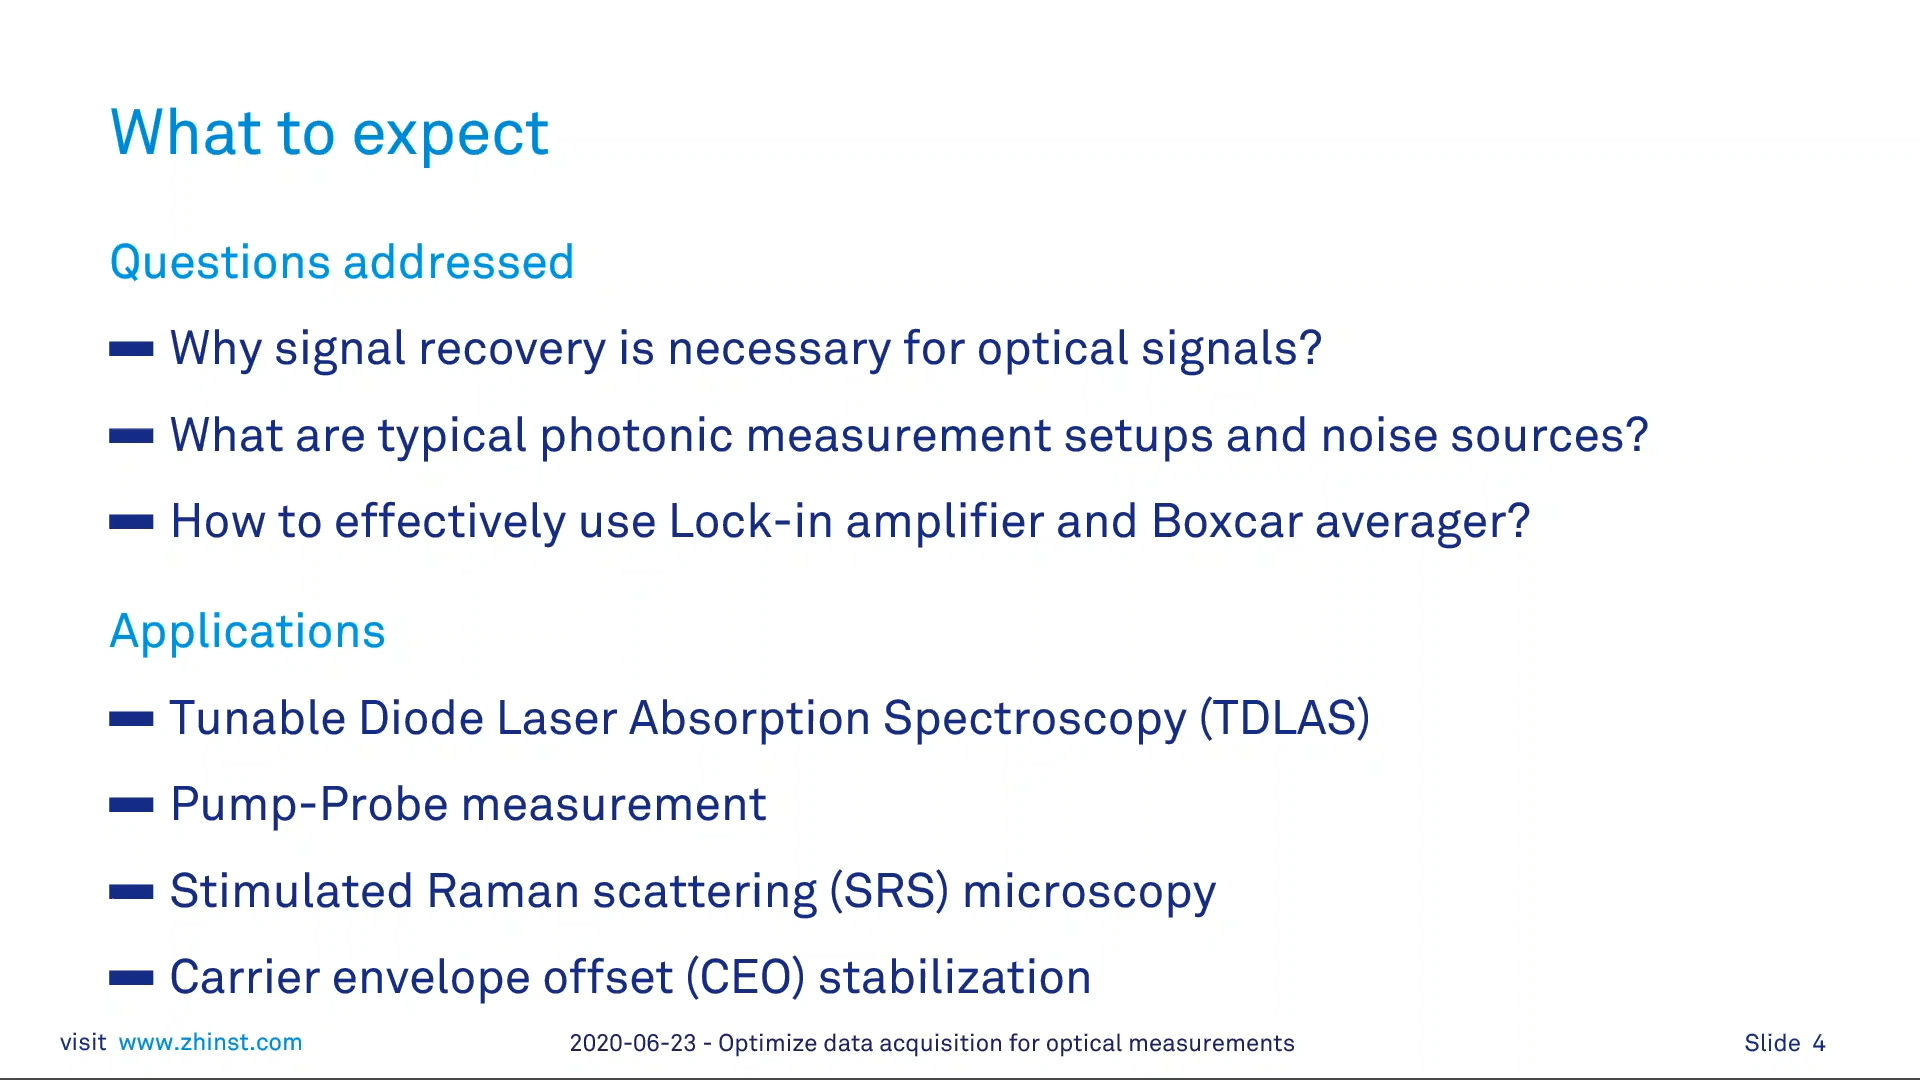 What to expect
Questions addressed
Why signal recovery is necessary for optical signals?
What are typical photonic measurement setups and noise sources?
How to effectively use Lock-in amplifier and Boxcar averager?
Applications
Tunable Diode Laser Absorption Spectroscopy (TDLAS)
Pump-Probe measurement
Stimulated Raman scattering (SRS) microscopy
Carrier envelope offset (CEO) stabilization
visit www.zhinst.com 2020-06-23 - Optimize data acquisition for optical measurements Slide 4